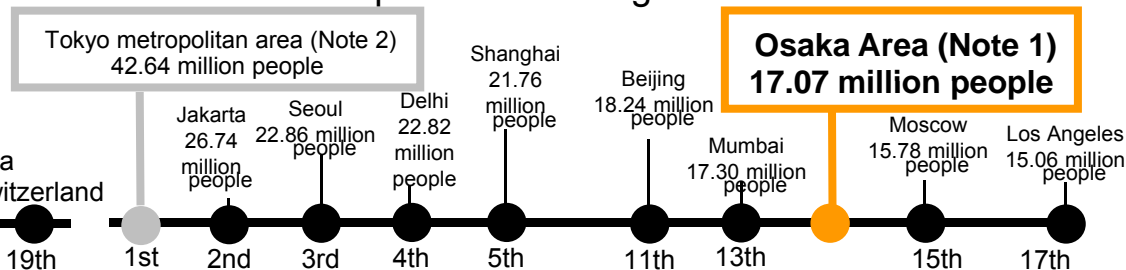 Tokyo metropolitan area (Note 2)
42.64 million people
Jakarta
26.74
million
people
Seoul
22.86 million
people
Delhi
22.82
million
people
Shanghai
21.76
million
people
Beijing
18.24 million
people
Mumbai
17.30 million
people
Osaka Area (Note 1)
17.07 million people
Moscow
15.78 million
people
Los Angeles
15.06 million
people
a
witzerland
19th
1st
2nd
3rd
4th
5th
11th
13th
15th
17th